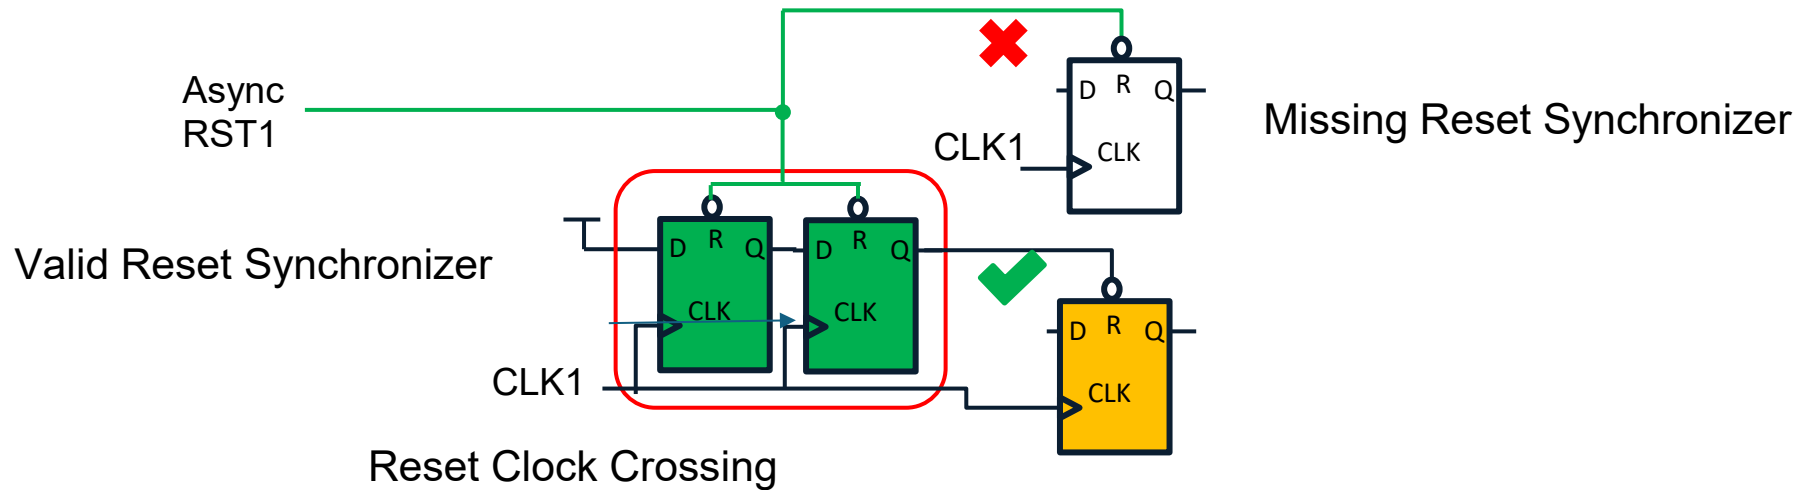 Async
RST1
D R Q
CLK
CLK1
Missing Reset Synchronizer
Valid Reset Synchronizer
D R Q
CLK
D R Q
CLK
D R Q
CLK
CLK1
Reset Clock Crossing